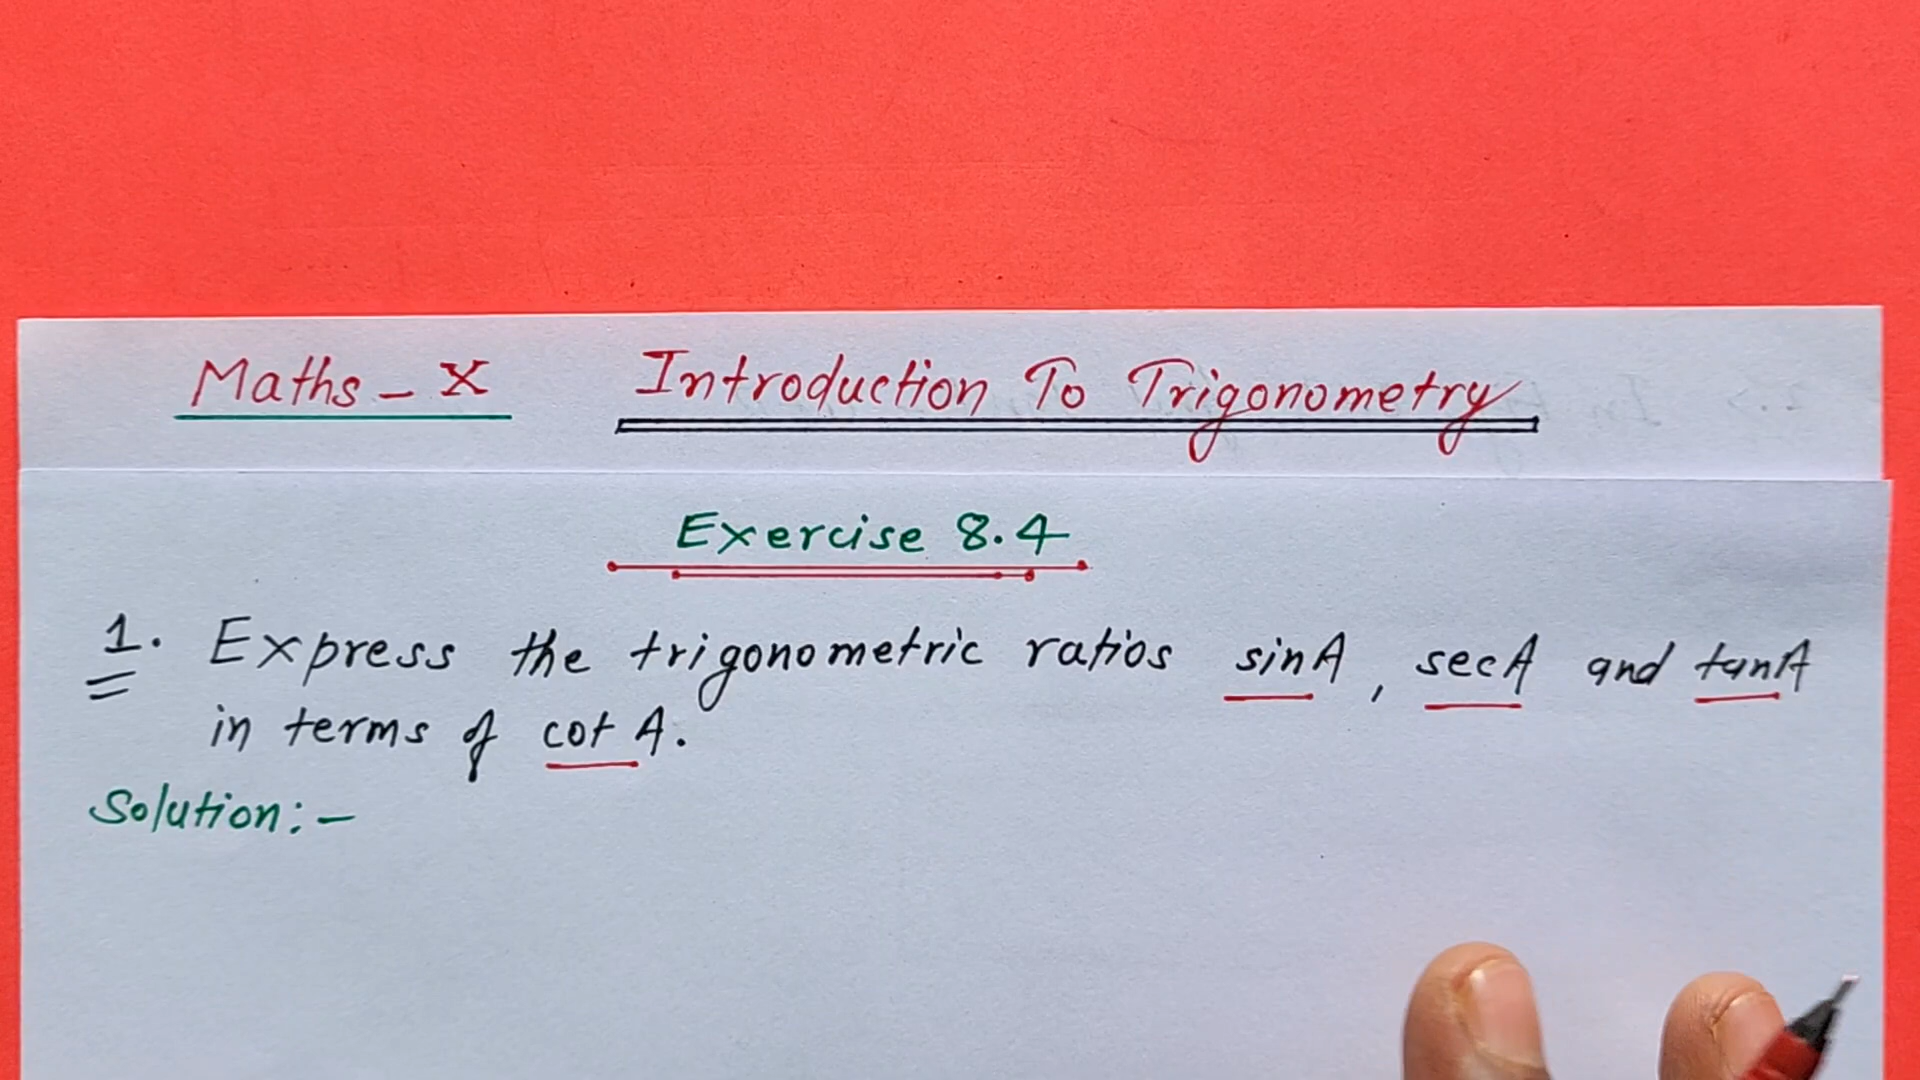 Maths - X Introduction To Trigonometry
Exercise 8.4
1. Express the trigonometric ratios sinA, secA and tanA
in terms of cot A.
Solution:-